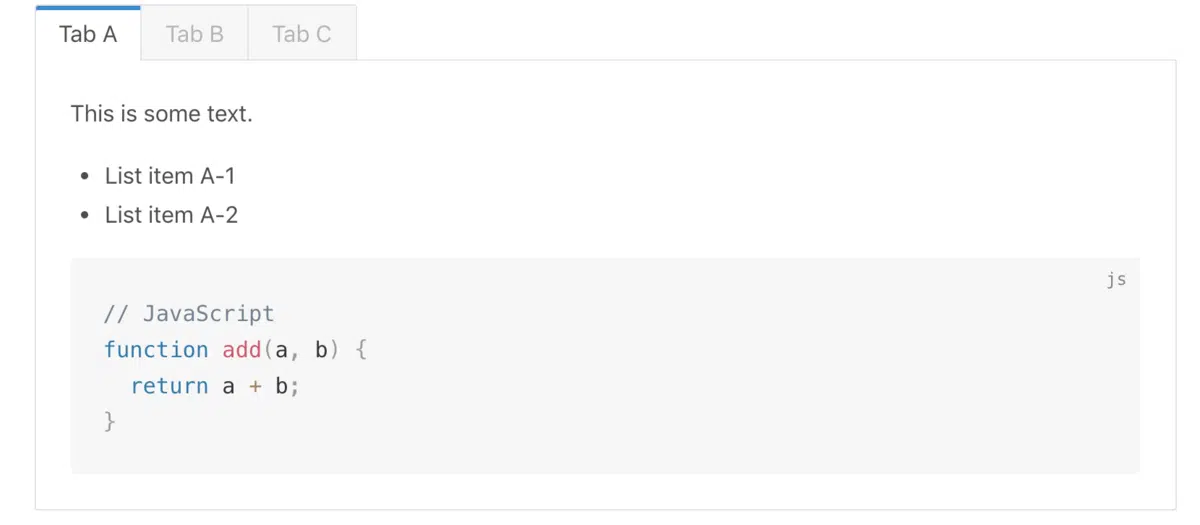 Tab A Tab B Tab C
This is some text.
• List item A-1
• List item A-2
js
// JavaScript
function add(a, b) {
  return a + b;
}